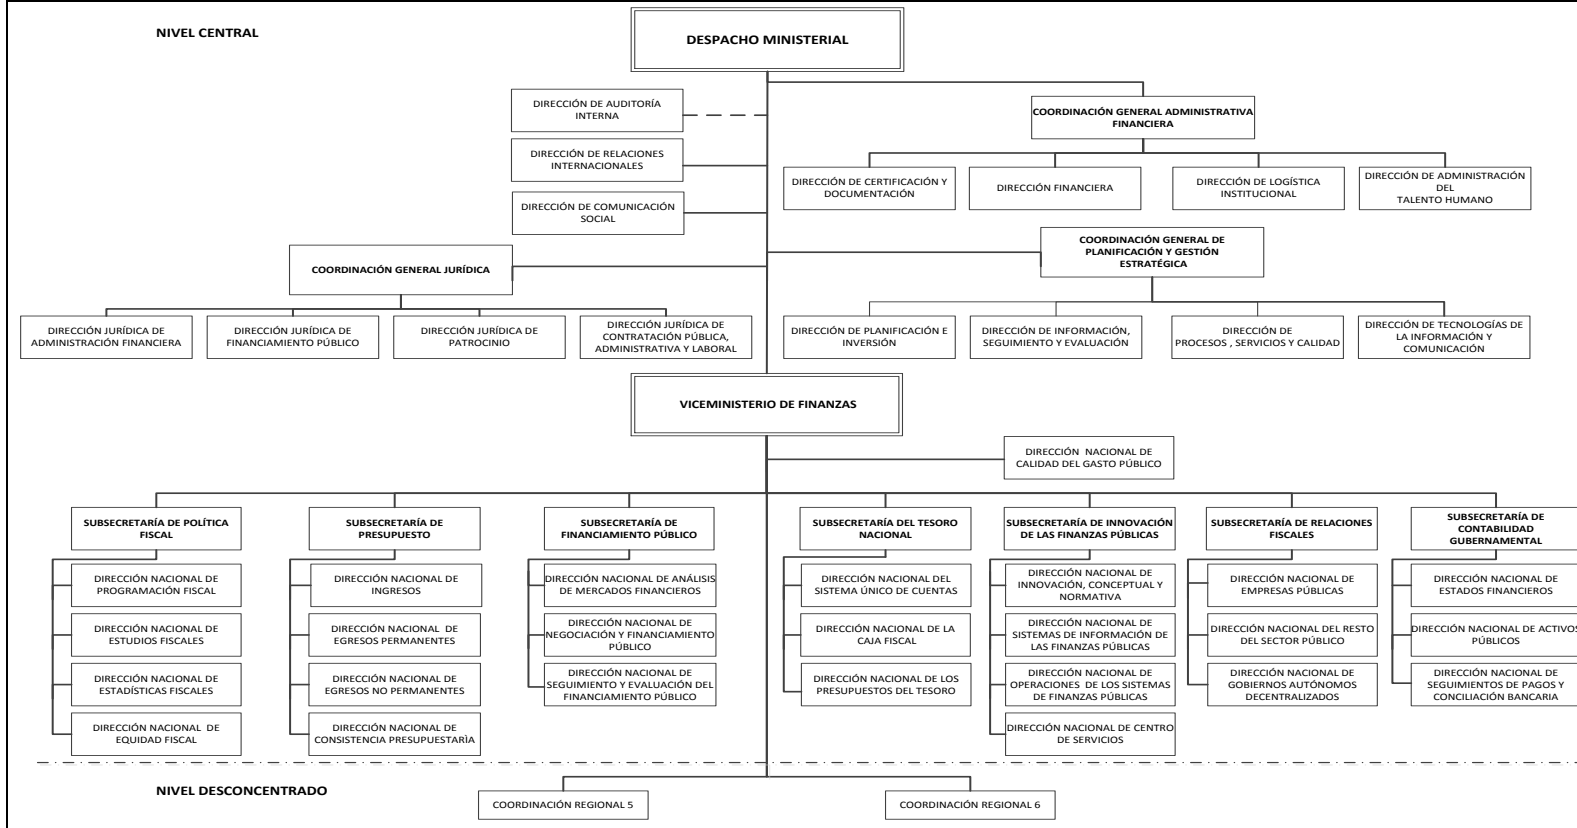 NIVEL CENTRAL
DESPACHO MINISTERIAL
DIRECCIÓN DE AUDITORÍA
INTERNA
COORDINACIÓN GENERAL ADMINISTRATIVA
FINANCIERA
DIRECCIÓN DE RELACIONES
INTERNACIONALES
DIRECCIÓN DE CERTIFICACIÓN Y
DOCUMENTACIÓN
DIRECCIÓN FINANCIERA
DIRECCIÓN DE LOGÍSTICA
INSTITUCIONAL
DIRECCIÓN DE ADMINISTRACIÓN
DEL
TALENTO HUMANO
DIRECCIÓN DE COMUNICACIÓN
SOCIAL
COORDINACIÓN GENERAL JURÍDICA
COORDINACIÓN GENERAL DE
PLANIFICACIÓN Y GESTIÓN
ESTRATÉGICA
DIRECCIÓN JURÍDICA DE
ADMINISTRACIÓN FINANCIERA
DIRECCIÓN JURÍDICA DE
FINANCIAMIENTO PÚBLICO
DIRECCIÓN JURÍDICA DE
PATROCINIO
DIRECCIÓN JURÍDICA DE
CONTRATACIÓN PÚBLICA,
ADMINISTRATIVA Y LABORAL
DIRECCIÓN DE PLANIFICACIÓN E
INVERSIÓN
DIRECCIÓN DE INFORMACIÓN,
SEGUIMIENTO Y EVALUACIÓN
DIRECCIÓN DE
PROCESOS , SERVICIOS Y CALIDAD
DIRECCIÓN DE TECNOLOGÍAS DE
LA INFORMACIÓN Y
COMUNICACIÓN
VICEMINISTERIO DE FINANZAS
DIRECCIÓN NACIONAL DE
CALIDAD DEL GASTO PÚBLICO
SUBSECRETARÍA DE POLÍTICA
FISCAL
DIRECCIÓN NACIONAL DE
PROGRAMACIÓN FISCAL
DIRECCIÓN NACIONAL DE
ESTUDIOS FISCALES
DIRECCIÓN NACIONAL DE
ESTADÍSTICAS FISCALES
DIRECCIÓN NACIONAL DE
EQUIDAD FISCAL
SUBSECRETARÍA DE
PRESUPUESTO
DIRECCIÓN NACIONAL DE
INGRESOS
DIRECCIÓN NACIONAL DE
EGRESOS PERMANENTES
DIRECCIÓN NACIONAL DE
EGRESOS NO PERMANENTES
DIRECCIÓN NACIONAL DE
CONSISTENCIA PRESUPUESTARÌA
SUBSECRETARÍA DE
FINANCIAMIENTO PÚBLICO
DIRECCIÓN NACIONAL DE ANÁLISIS
DE MERCADOS FINANCIEROS
DIRECCIÓN NACIONAL DE
NEGOCIACIÓN Y FINANCIAMIENTO
PÚBLICO
DIRECCIÓN NACIONAL DE
SEGUIMIENTO Y EVALUACIÓN DEL
FINANCIAMIENTO PÚBLICO
SUBSECRETARÍA DEL TESORO
NACIONAL
DIRECCIÓN NACIONAL DEL
SISTEMA ÚNICO DE CUENTAS
DIRECCIÓN NACIONAL DE LA
CAJA FISCAL
DIRECCIÓN NACIONAL DE LOS
PRESUPUESTOS DEL TESORO
SUBSECRETARÍA DE INNOVACIÓN
DE LAS FINANZAS PÚBLICAS
DIRECCIÓN NACIONAL DE
INNOVACIÓN, CONCEPTUAL Y
NORMATIVA
DIRECCIÓN NACIONAL DE
SISTEMAS DE INFORMACIÓN DE
LAS FINANZAS PÚBLICAS
DIRECCIÓN NACIONAL DE
OPERACIONES DE LOS SISTEMAS
DE FINANZAS PÚBLICAS
DIRECCIÓN NACIONAL DE CENTRO
DE SERVICIOS
SUBSECRETARÍA DE RELACIONES
FISCALES
DIRECCIÓN NACIONAL DE
EMPRESAS PÚBLICAS
DIRECCIÓN NACIONAL DEL RESTO
DEL SECTOR PÚBLICO
DIRECCIÓN NACIONAL DE
GOBIERNOS AUTÓNOMOS
DECENTRALIZADOS
SUBSECRETARÍA DE
CONTABILIDAD
GUBERNAMENTAL
DIRECCIÓN NACIONAL DE
ESTADOS FINANCIEROS
DIRECCIÓN NACIONAL DE ACTIVOS
PÚBLICOS
DIRECCIÓN NACIONAL DE
SEGUIMIENTOS DE PAGOS Y
CONCILIACIÓN BANCARIA
NIVEL DESCONCENTRADO
COORDINACIÓN REGIONAL 5
COORDINACIÓN REGIONAL 6